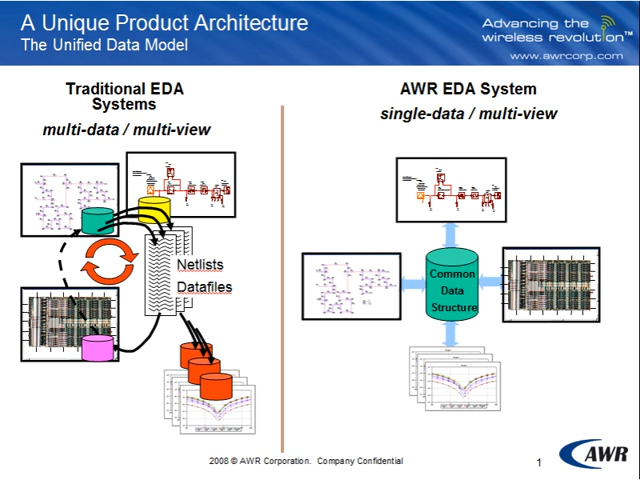 A Unique Product Architecture
The Unified Data Model
Advancing the
wireless revolution™
www.awrcorp.com
Traditional EDA
Systems
multi-data / multi-view
Netlists
Datafiles
AWR EDA System
single-data / multi-view
Common
Data
Structure
2008 © AWR Corporation. Company Confidential
1
AWR